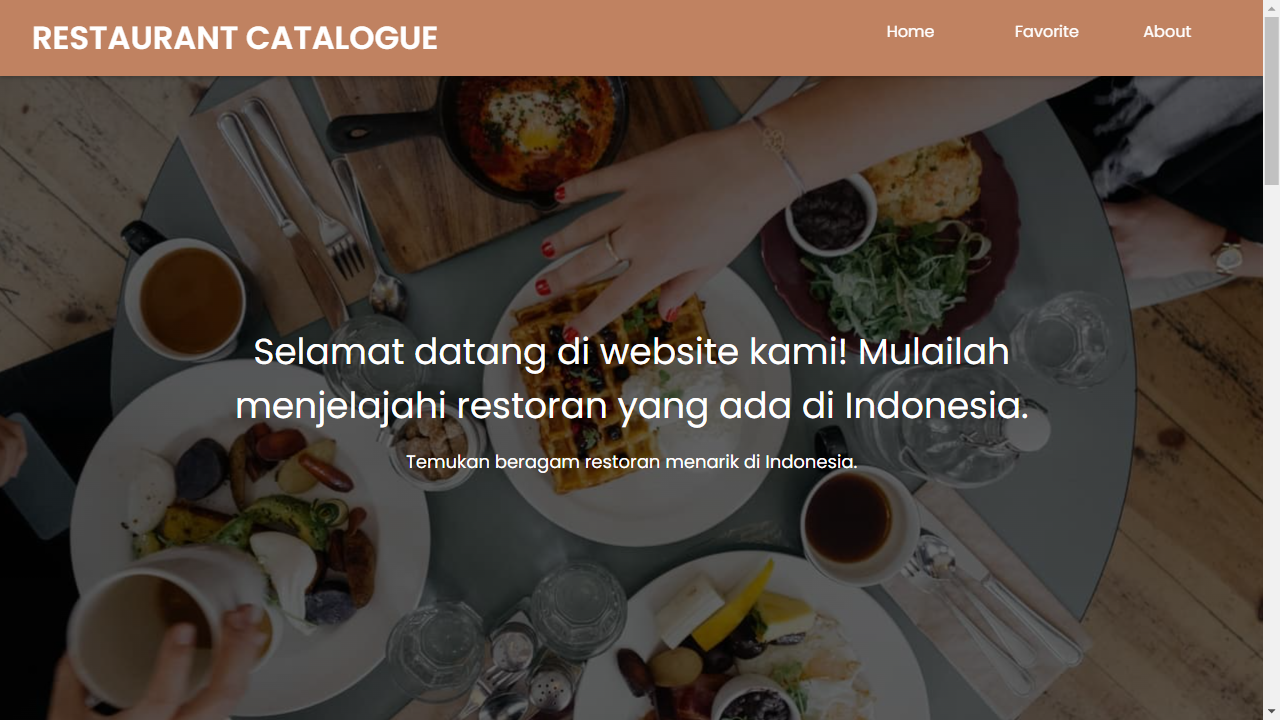 RESTAURANT CATALOGUE
Home Favorite About
Selamat datang di website kami! Mulailah
menjelajahi restoran yang ada di Indonesia.
Temukan beragam restoran menarik di Indonesia.